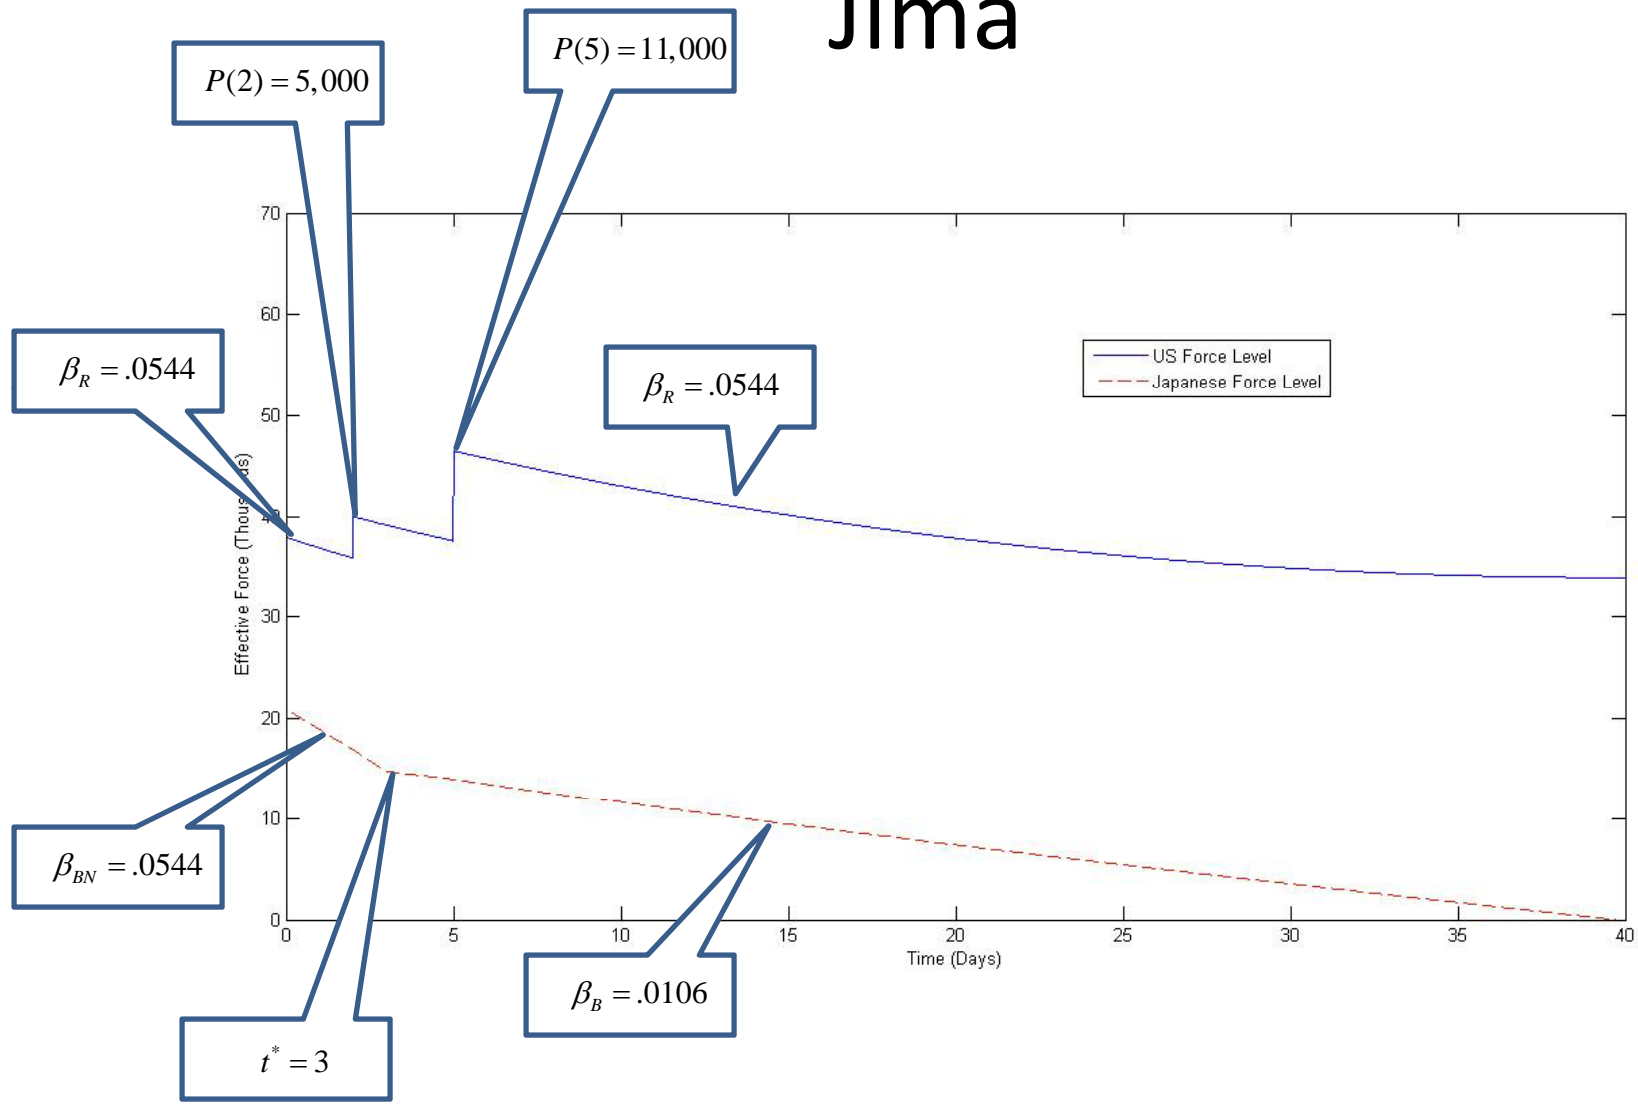 Jima
P(2) = 5,000
P(5) = 11,000
β_R = .0544
β_R = .0544
US Force Level
Japanese Force Level
70
60
50
30
20
10
0
Effective Force
β_BN = .0544
0 5 10 15 20 25 30 35 40
Time (Days)
β_B = .0106
t* = 3